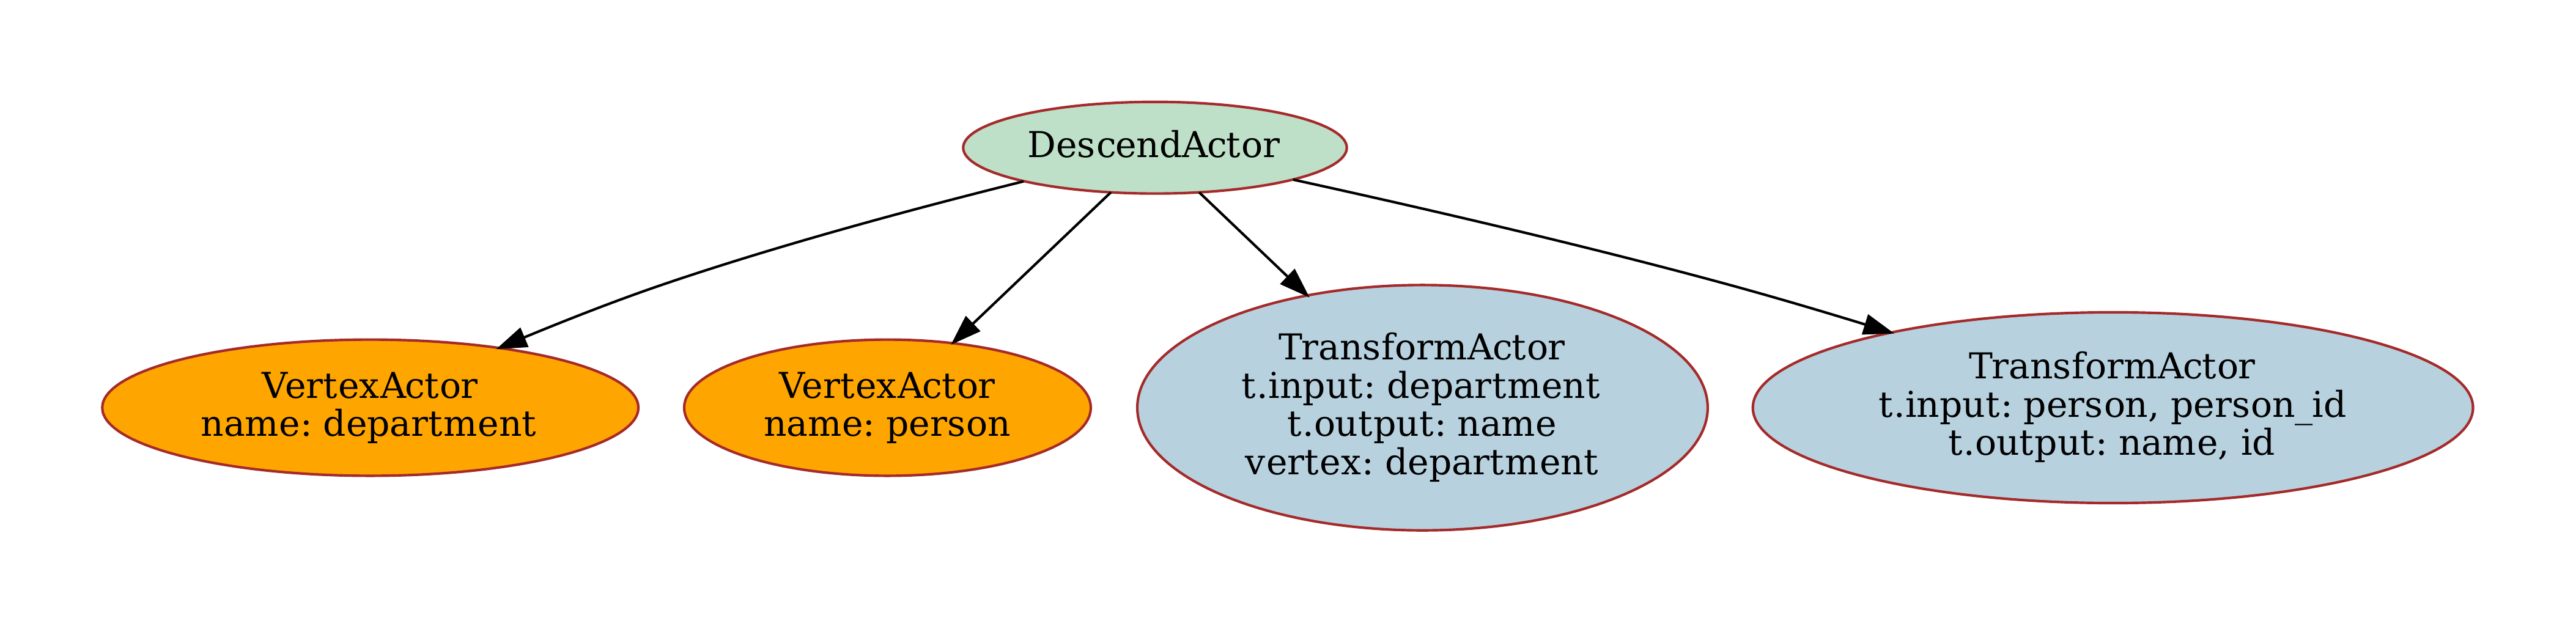 DescendActor
VertexActor
name: department
VertexActor
name: person
TransformActor
t.input: department
t.output: name
vertex: department
TransformActor
t.input: person, person_id
t.output: name, id